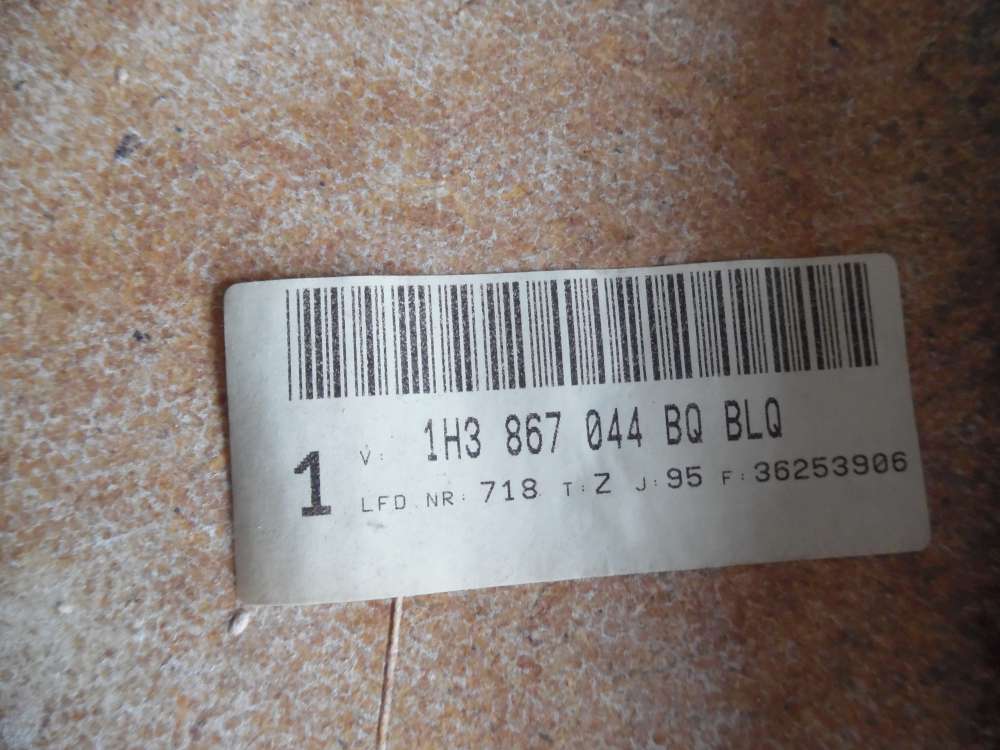 V: 1H3 867 044 BQ BLQ
1 LFD.NR: 718 T: Z J: 95 F: 36253906